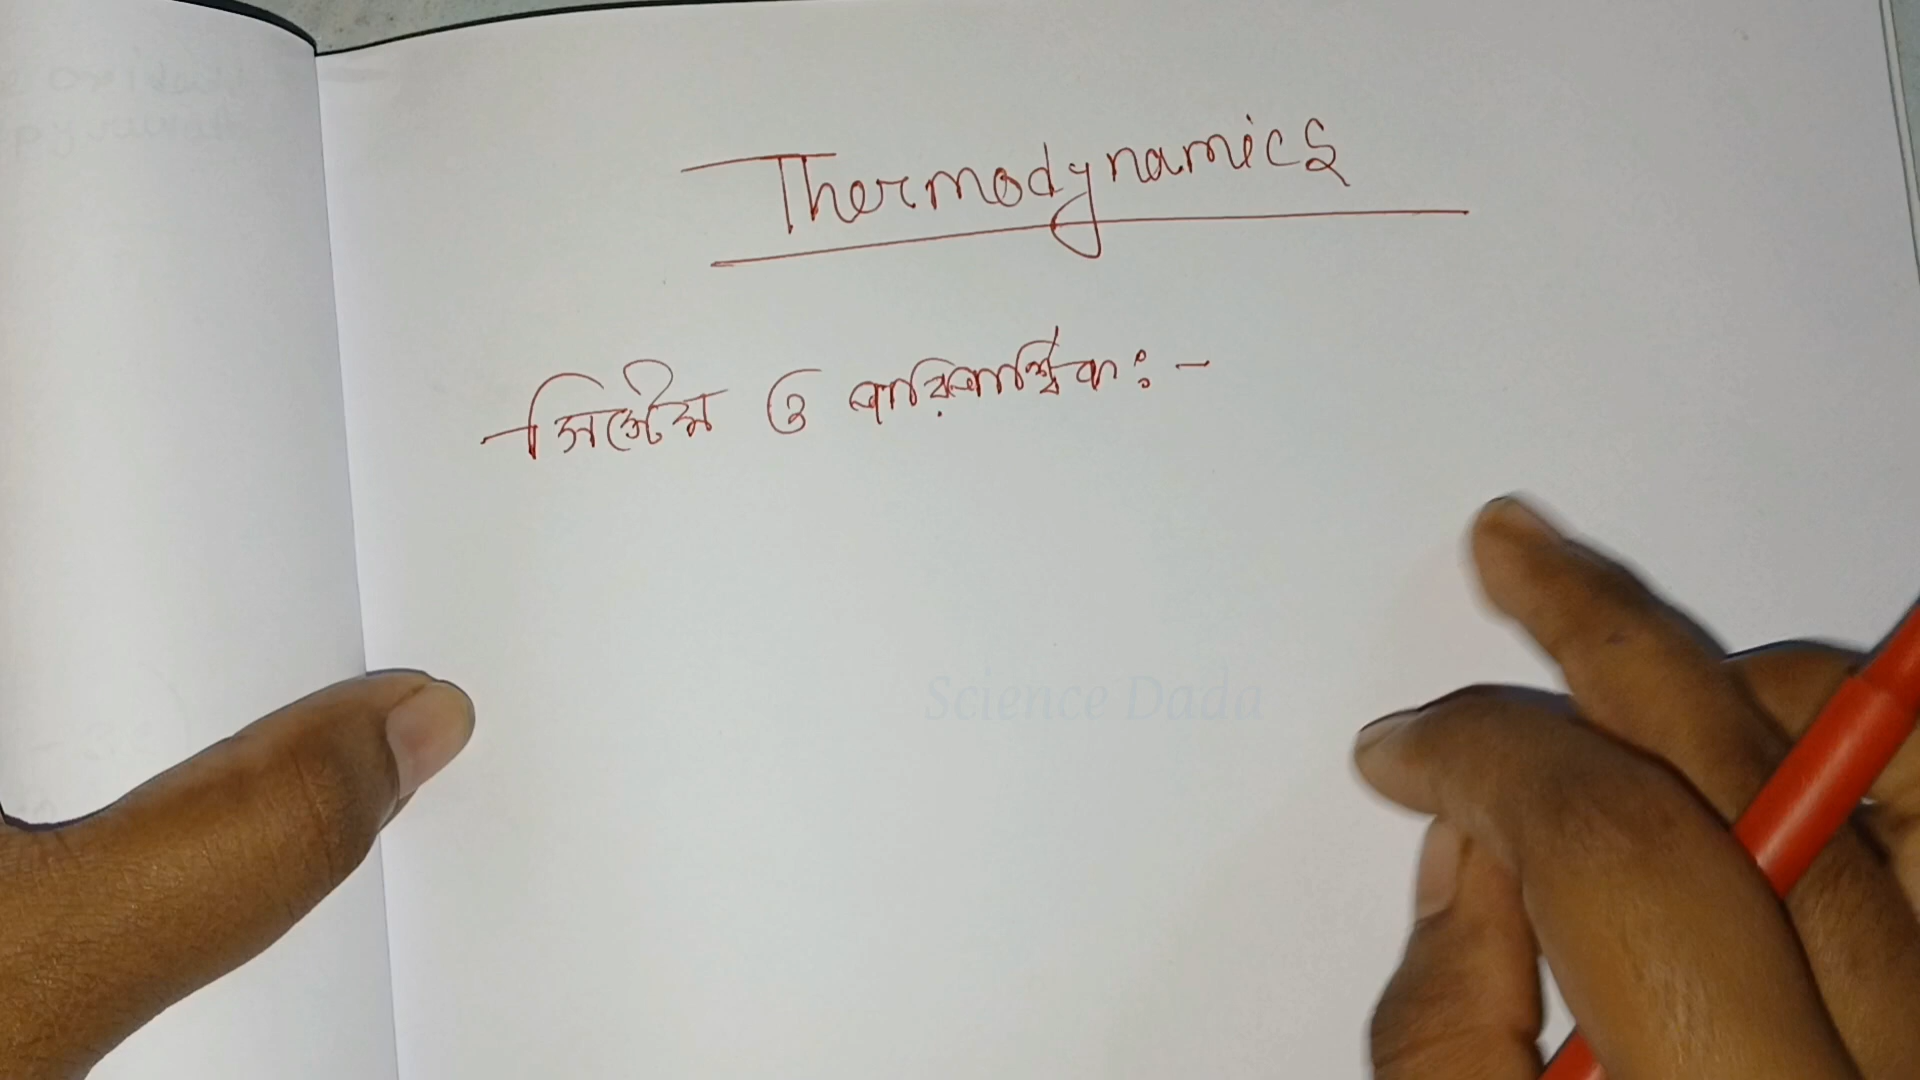 Thermodynamics
সিস্টেম ও পারিপার্শ্বিক ঃ -
Science Dada